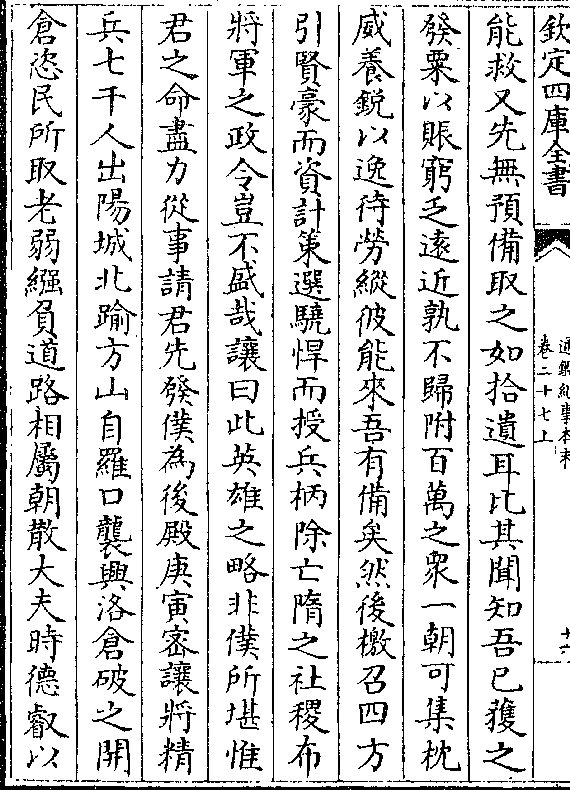 欽定四庫全書
通鑑紀事本末
卷二十七上
十六
能救又先無預備取之如拾遺耳比其聞知吾已獲之
發粟以賑窮乏遠近孰不歸附百萬之眾一朝可集枕
威養銳以逸待勞縱彼能來吾有備矣然後檄召四方
引賢豪而資計策選驍悍而授兵柄除亡隋之社稷布
將軍之政令豈不盛哉讓曰此英雄之略非僕所堪惟
君之命盡力從事請君先發僕為後殿庚寅密讓將精
兵七千人出陽城北踰方山自羅口襲興洛倉破之開
倉恣民所取老弱繦負道路相屬朝散大夫時德叡以